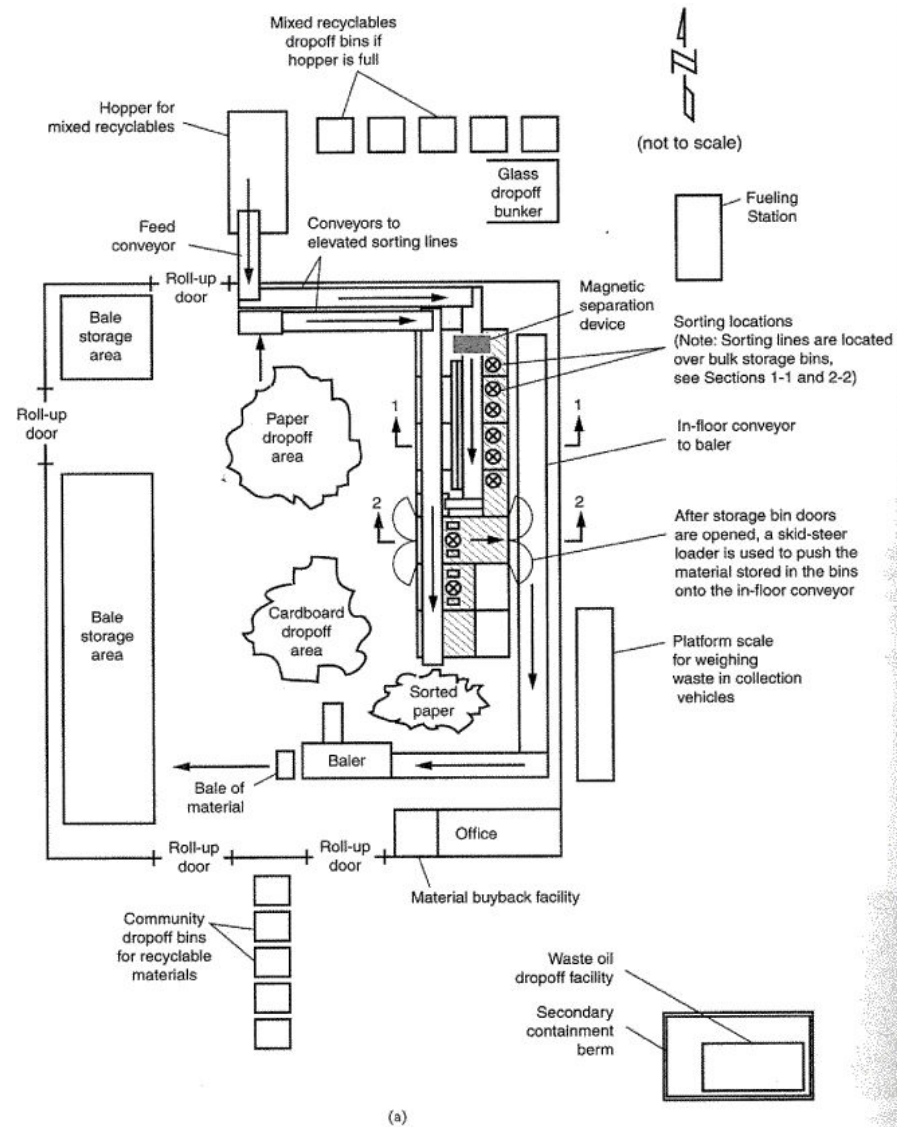 Mixed recyclables
dropoff bins if
hopper is full
Hopper for
mixed recyclables
(not to scale)
Glass
dropoff
bunker
Fueling
Station
Feed
conveyor
Conveyors to
elevated sorting lines
Roll-up
door
Magnetic
separation
device
Bale
storage
area
Sorting locations
(Note: Sorting lines are located
over bulk storage bins,
see Sections 1-1 and 2-2)
Roll-up
door
Paper
dropoff
area
1
1
In-floor conveyor
to baler
2
2
After storage bin doors
are opened, a skid-steer
loader is used to push the
material stored in the bins
onto the in-floor conveyor
Cardboard
dropoff
area
Bale
storage
area
Platform scale
for weighing
waste in collection
vehicles
Sorted
paper
Baler
Bale of
material
Office
Roll-up
door
Roll-up
door
Material buyback facility
Community
dropoff bins
for recyclable
materials
Waste oil
dropoff facility
Secondary
containment
berm
(a)